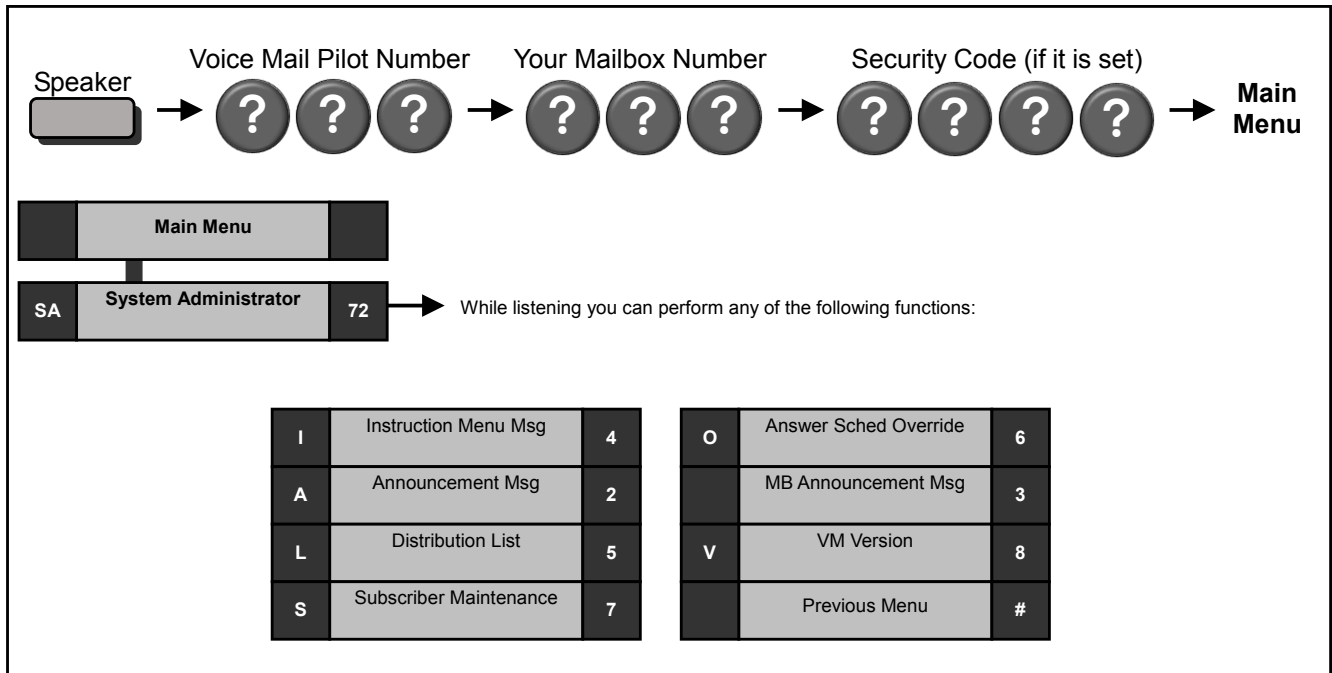 Voice Mail Pilot Number Your Mailbox Number Security Code (if it is set)
Speaker
? ? ? ? ? ? ? ? ? ?
Main
Menu
Main Menu
SA System Administrator 72
While listening you can perform any of the following functions:
I Instruction Menu Msg 4
A Announcement Msg 2
L Distribution List 5
S Subscriber Maintenance 7
O Answer Sched Override 6
MB Announcement Msg 3
V VM Version 8
Previous Menu #